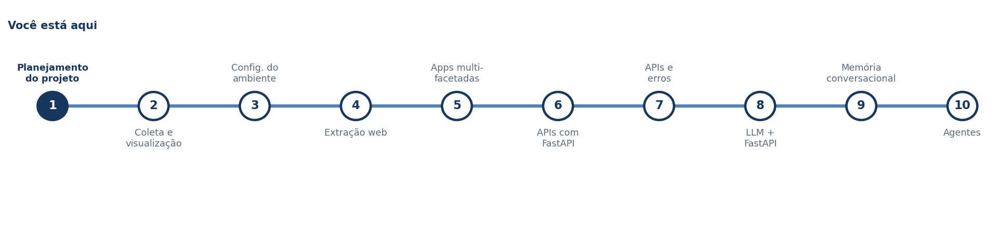 Você está aqui
Planejamento
do projeto
Config. do
ambiente
Apps multi-
facetadas
APIs e
erros
Memória
conversacional
1
2
3
4
5
6
7
8
9
10
Coleta e
visualização
Extração web
APIs com
FastAPI
LLM +
FastAPI
Agentes